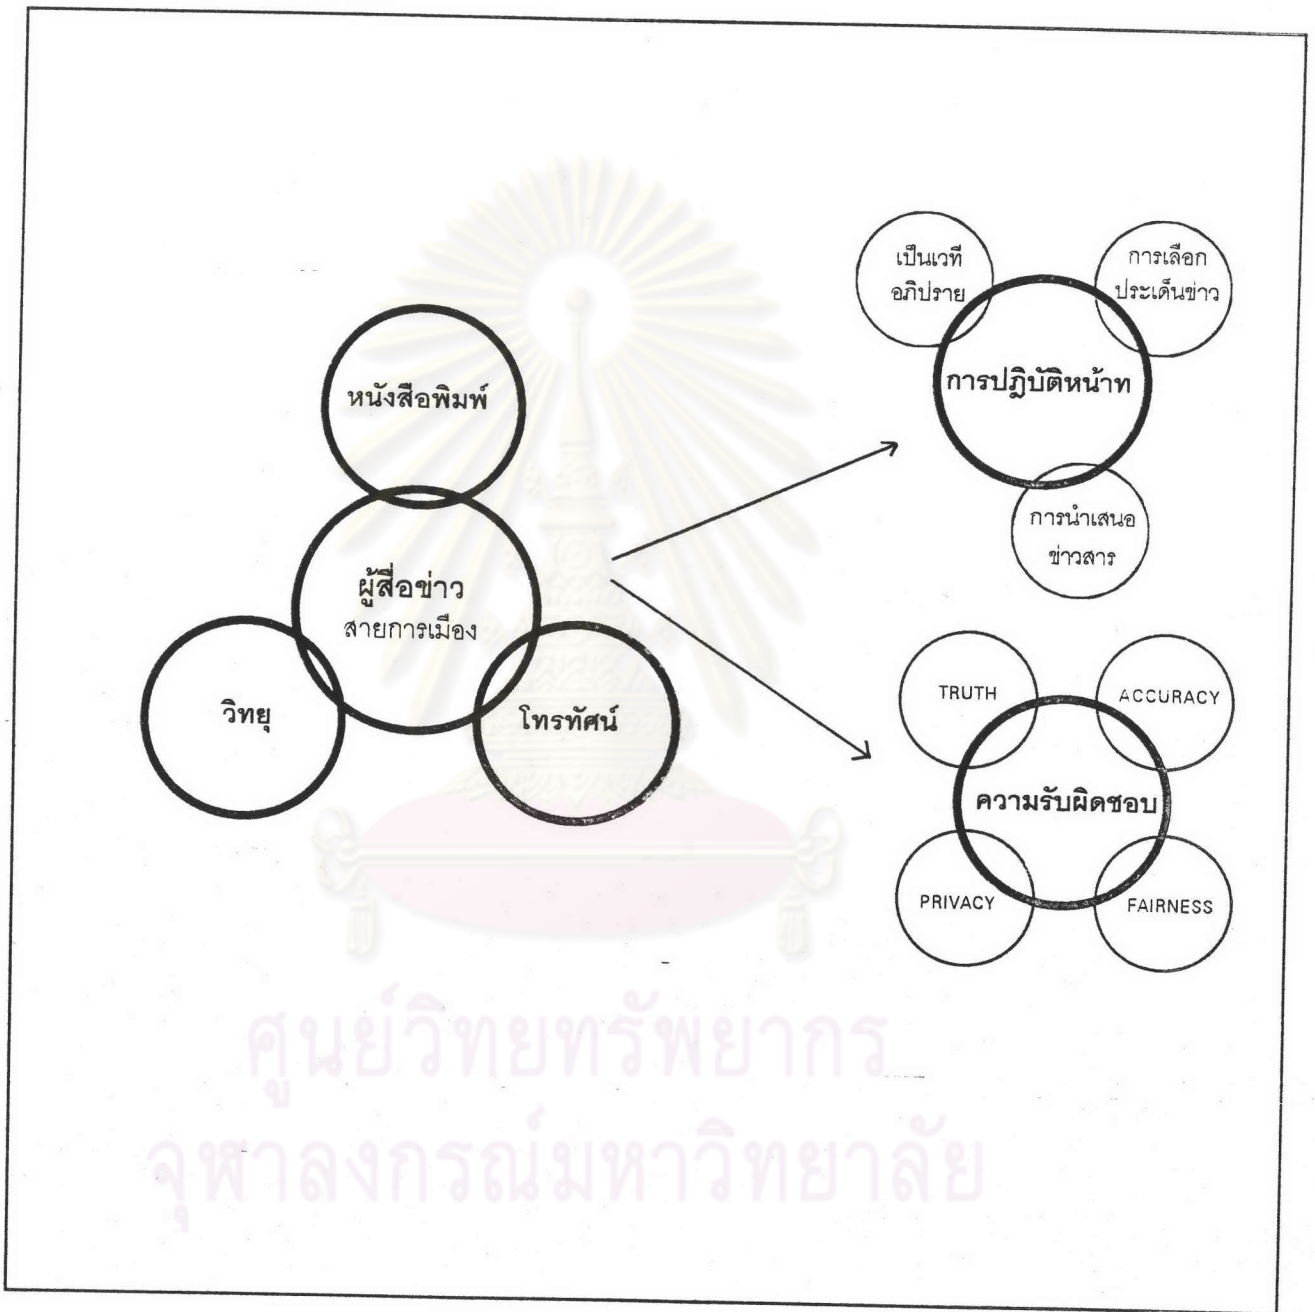 หนังสือพิมพ์
ผู้สื่อข่าว
สายการเมือง
วิทยุ
โทรทัศน์
เป็นเวที
อภิปราย
การเลือก
ประเด็นข่าว
การปฎิบัติหน้าท
การนำเสนอ
ข่าวสาร
TRUTH
ACCURACY
ความรับผิดชอบ
PRIVACY
FAIRNESS
ศูนย์วิทยทรัพยากร
จุฬาลงกรณ์มหาวิทยาลัย